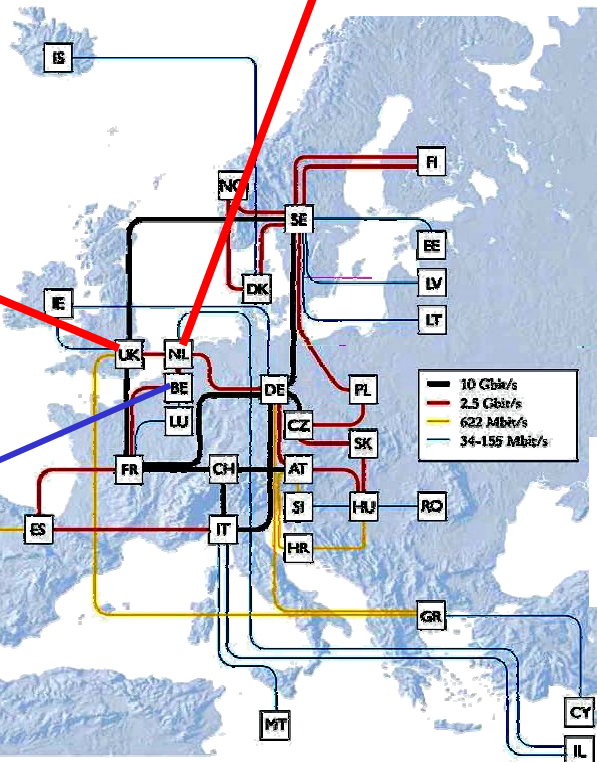 IS
FI
NO
SE
EE
LV
DK
IE
LT
UK
NL
10 Gbit/s
BE
DE
PL
2.5 Gbit/s
LU
CZ
622 Mbit/s
SK
34-155 Mbit/s
FR
CH
AT
SI
HU
RO
ES
IT
HR
GR
CY
MT
IL